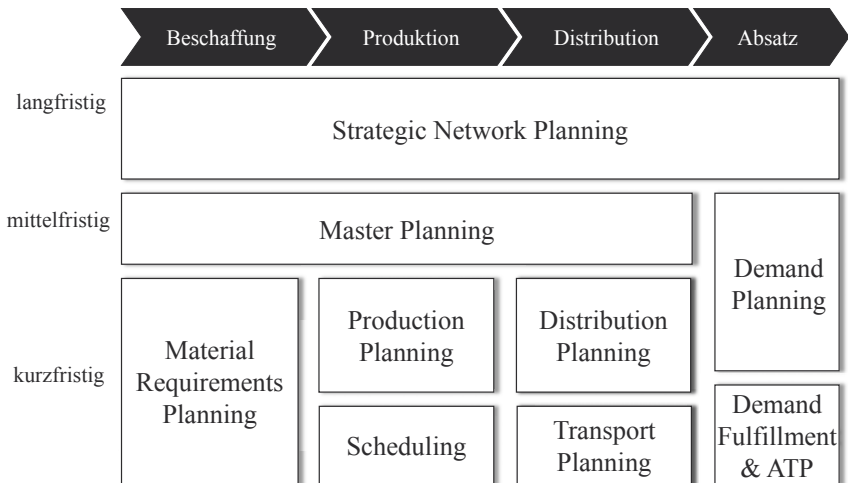 Beschaffung
Produktion
Distribution
Absatz
langfristig
Strategic Network Planning
mittelfristig
Master Planning
Demand
Planning
kurzfristig
Material
Requirements
Planning
Production
Planning
Distribution
Planning
Scheduling
Transport
Planning
Demand
Fulfillment
& ATP